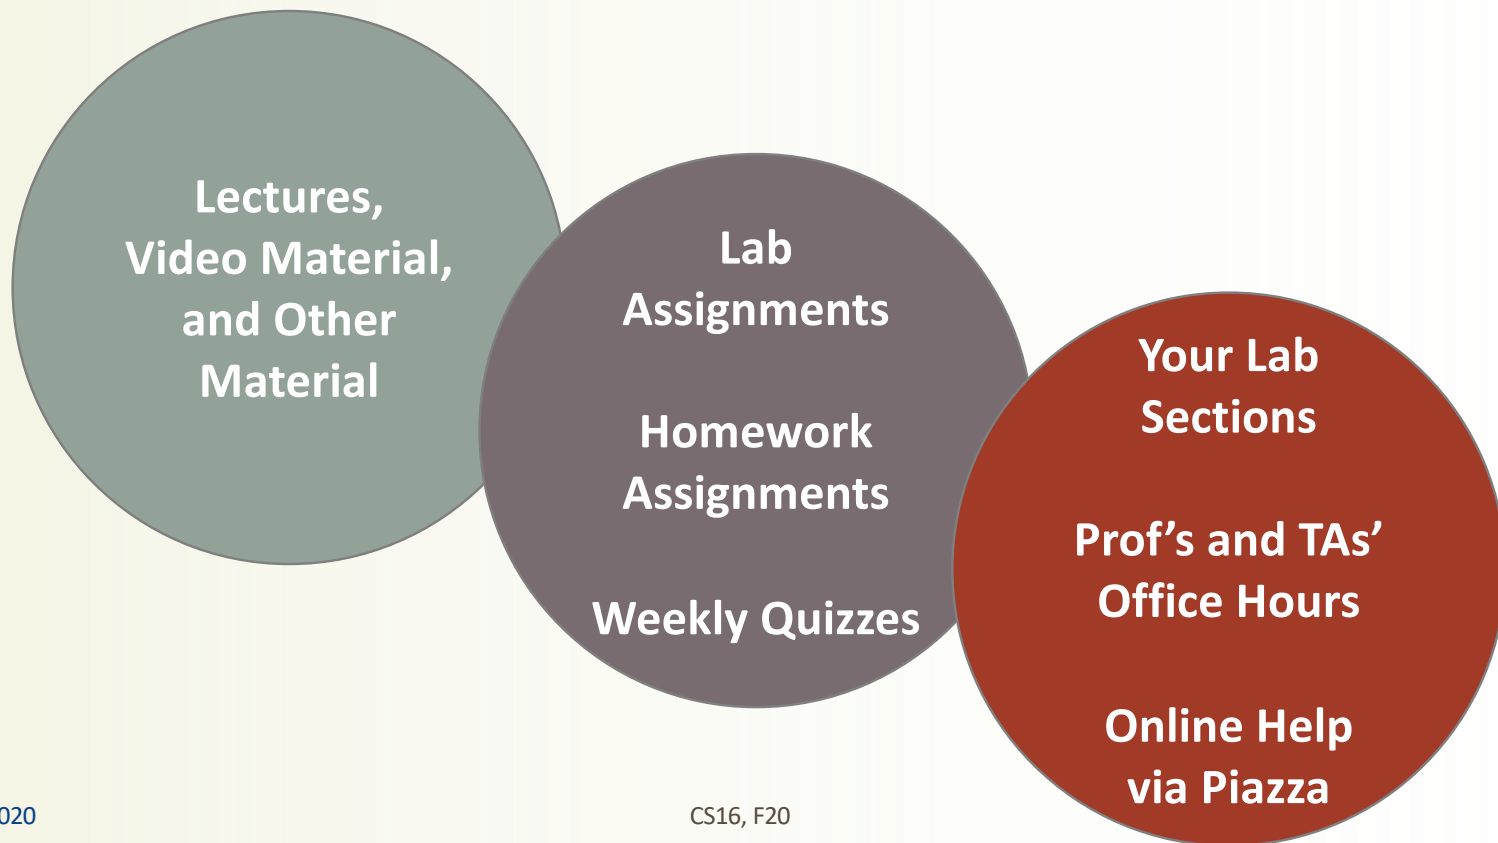 Lectures,
Video Material,
and Other
Material
Lab
Assignments
Homework
Assignments
Weekly Quizzes
Your Lab
Sections
Prof’s and TAs’
Office Hours
Online Help
via Piazza
020
CS16, F20